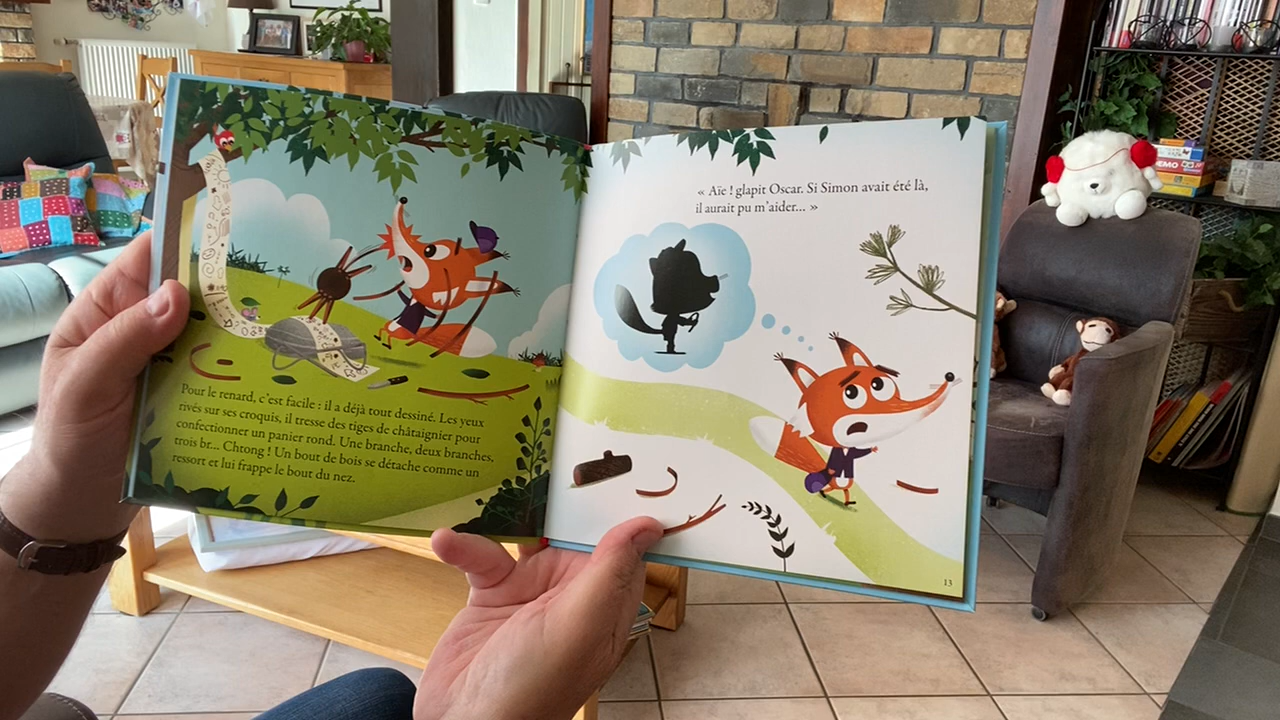 Pour le renard, c'est facile : il a déjà tout dessiné. Les yeux
rivés sur ses croquis, il tresse des tiges de châtaignier pour
confectionner un panier rond. Une branche, deux branches,
trois br... Chtong ! Un bout de bois se détache comme un
ressort et lui frappe le bout du nez.
« Aïe ! glapit Oscar. Si Simon avait été là,
il aurait pu m'aider... »
13